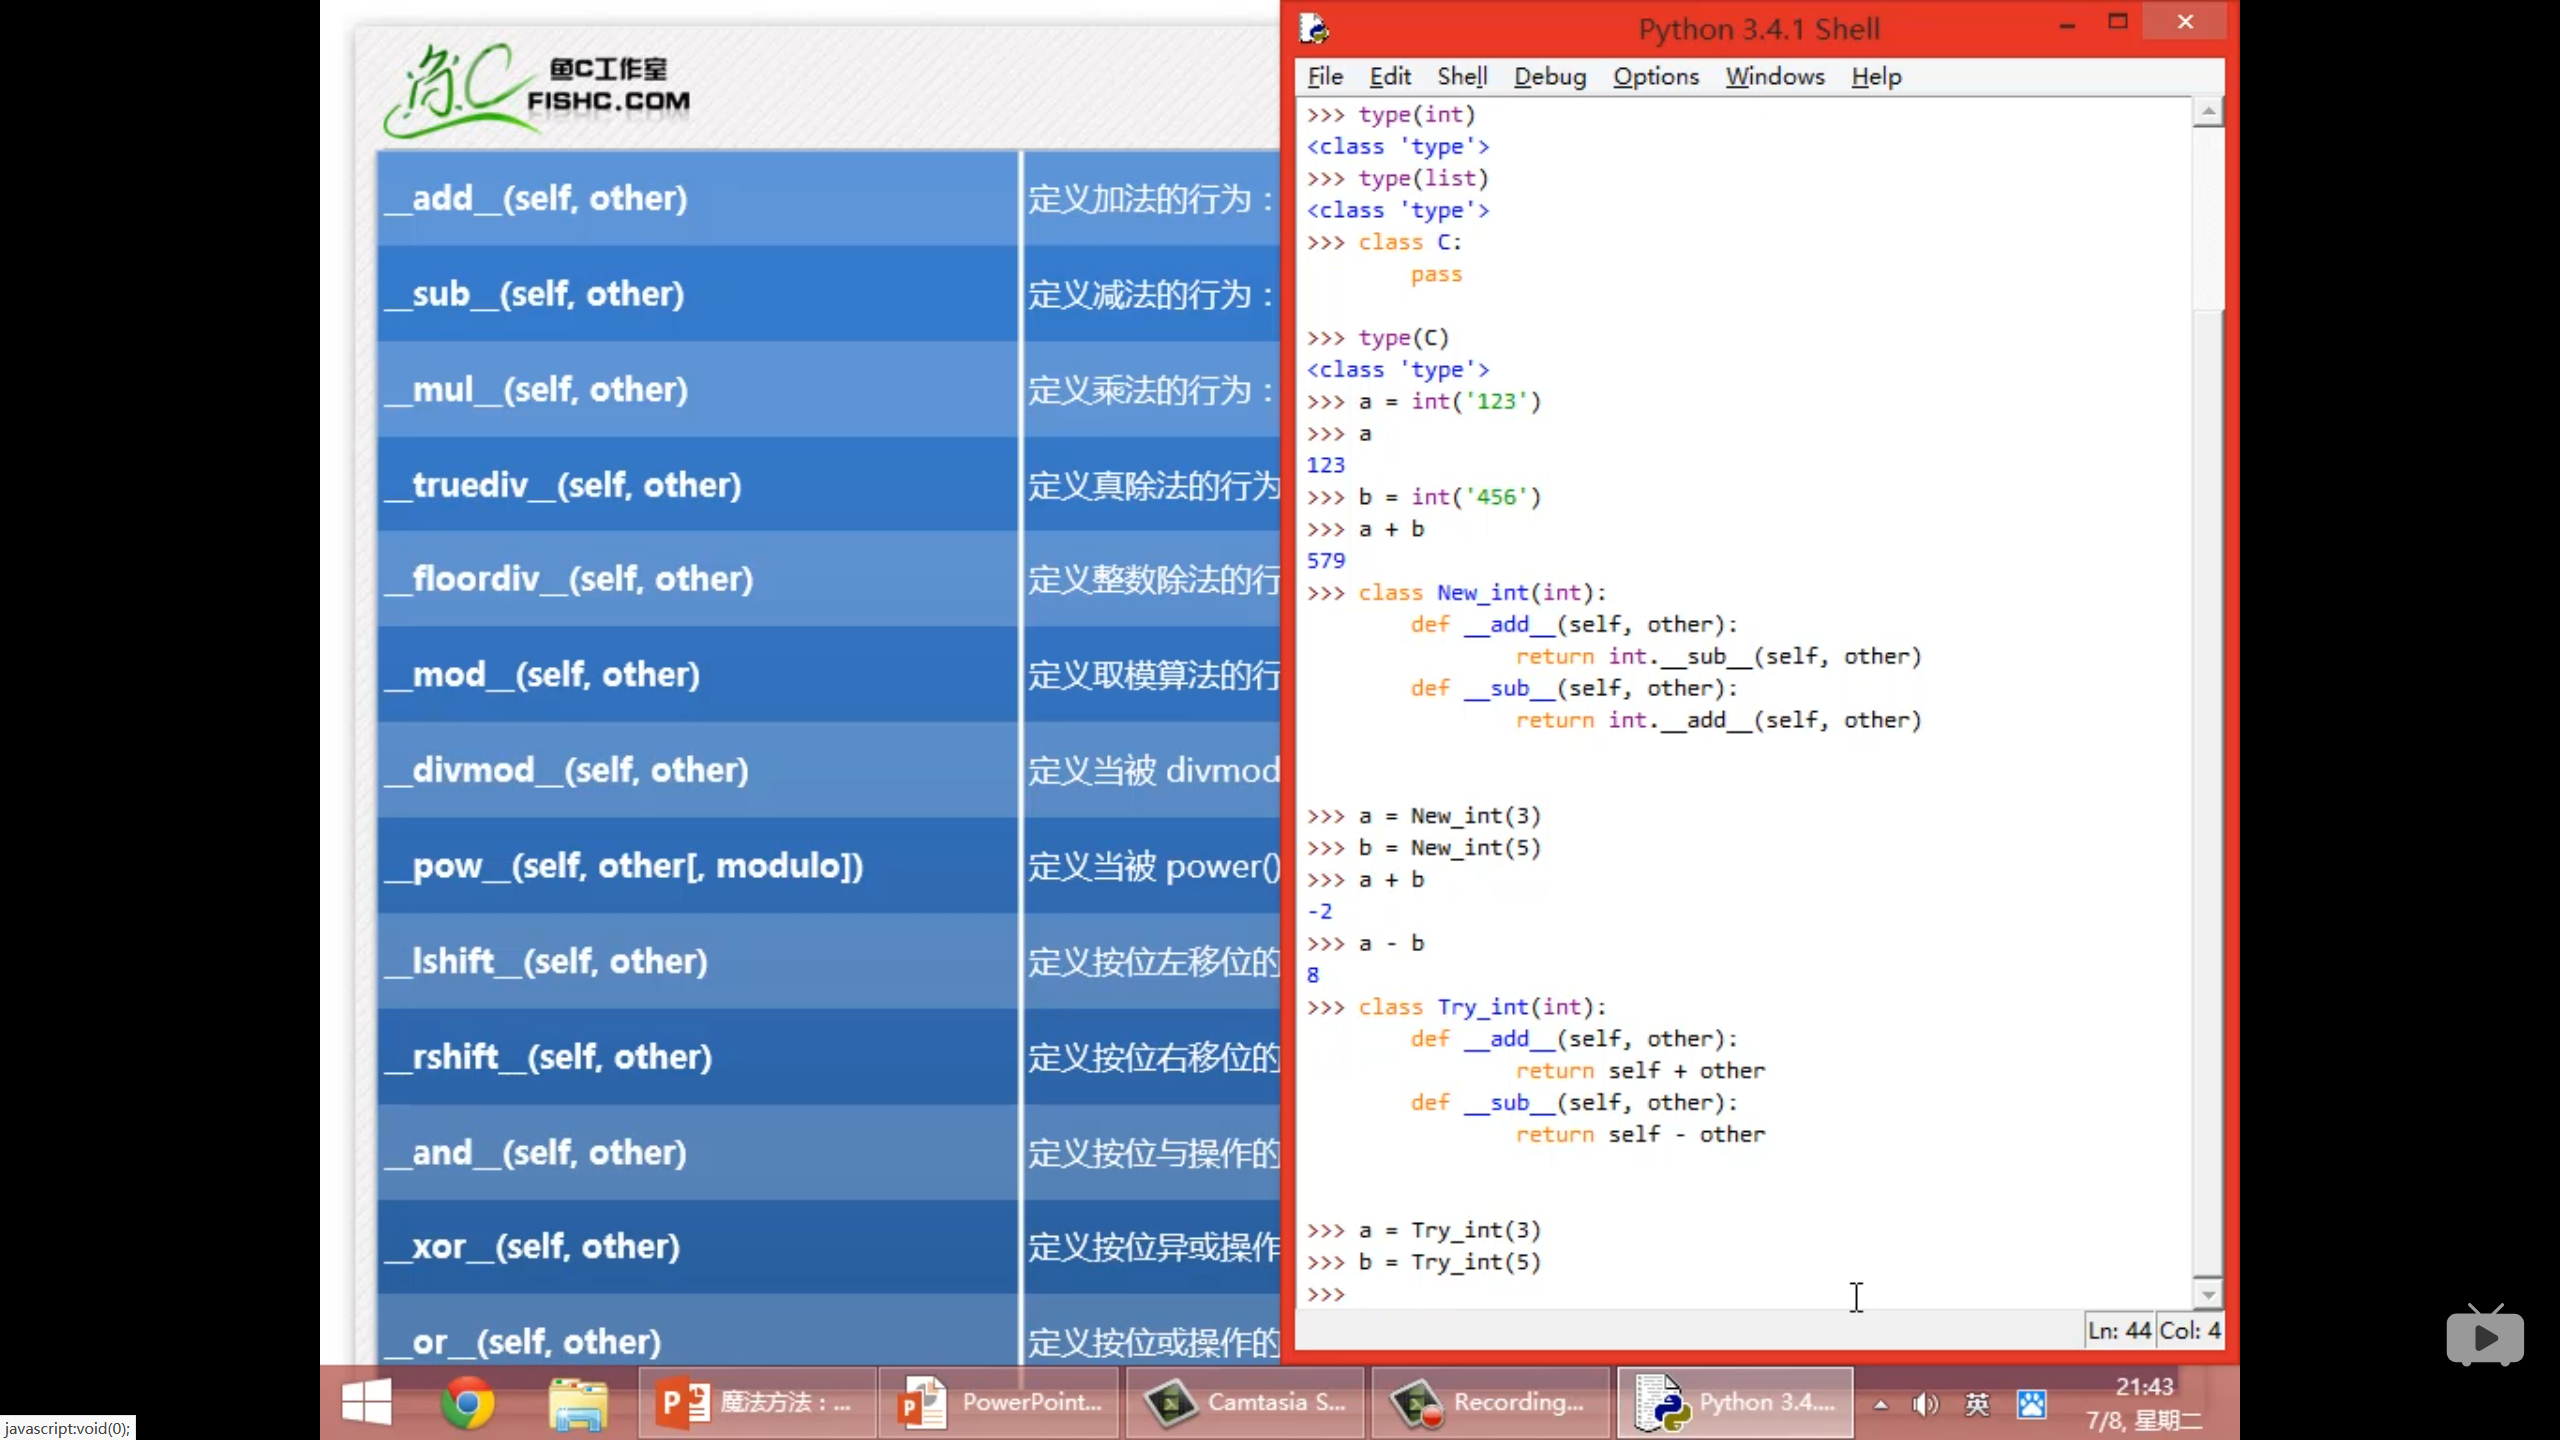 鱼C工作室
FISHC.COM
__add__(self, other)
定义加法的行为：
__sub__(self, other)
定义减法的行为：
__mul__(self, other)
定义乘法的行为：
__truediv__(self, other)
定义真除法的行为
__floordiv__(self, other)
定义整数除法的行
__mod__(self, other)
定义取模算法的行
__divmod__(self, other)
定义当被 divmod
__pow__(self, other[, modulo])
定义当被 power()
__lshift__(self, other)
定义按位左移位的
__rshift__(self, other)
定义按位右移位的
__and__(self, other)
定义按位与操作的
__xor__(self, other)
定义按位异或操作
__or__(self, other)
定义按位或操作的
Python 3.4.1 Shell
File Edit Shell Debug Options Windows Help
>>> type(int)
<class 'type'>
>>> type(list)
<class 'type'>
>>> class C:
pass
>>> type(C)
<class 'type'>
>>> a = int('123')
>>> a
123
>>> b = int('456')
>>> a + b
579
>>> class New_int(int):
def __add__(self, other):
return int.__sub__(self, other)
def __sub__(self, other):
return int.__add__(self, other)
>>> a = New_int(3)
>>> b = New_int(5)
>>> a + b
-2
>>> a - b
8
>>> class Try_int(int):
def __add__(self, other):
return self + other
def __sub__(self, other):
return self - other
>>> a = Try_int(3)
>>> b = Try_int(5)
>>>
Ln: 44 Col: 4
魔法方法：...
PowerPoint...
Camtasia S...
Recording...
Python 3.4....
英
21:43
7/8, 星期二
javascript:void(0);